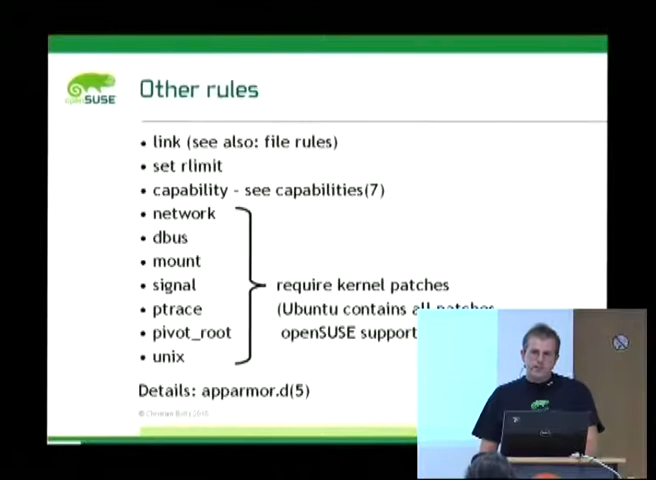 openSUSE
Other rules
• link (see also: file rules)
• set rlimit
• capability - see capabilities(7)
• network
• dbus
• mount
• signal
• ptrace
• pivot_root
• unix
require kernel patches
(Ubuntu contains all patches
openSUSE support
Details: apparmor.d(5)